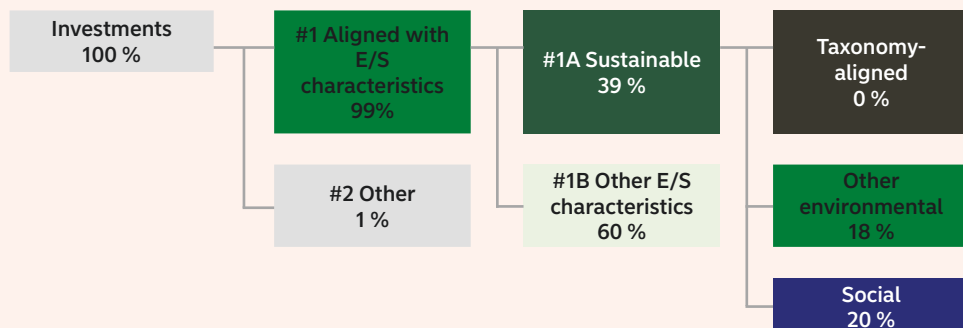 Investments
100 %
#1 Aligned with
E/S
characteristics
99%
#2 Other
1 %
#1A Sustainable
39 %
#1B Other E/S
characteristics
60 %
Taxonomy-
aligned
0 %
Other
environmental
18 %
Social
20 %